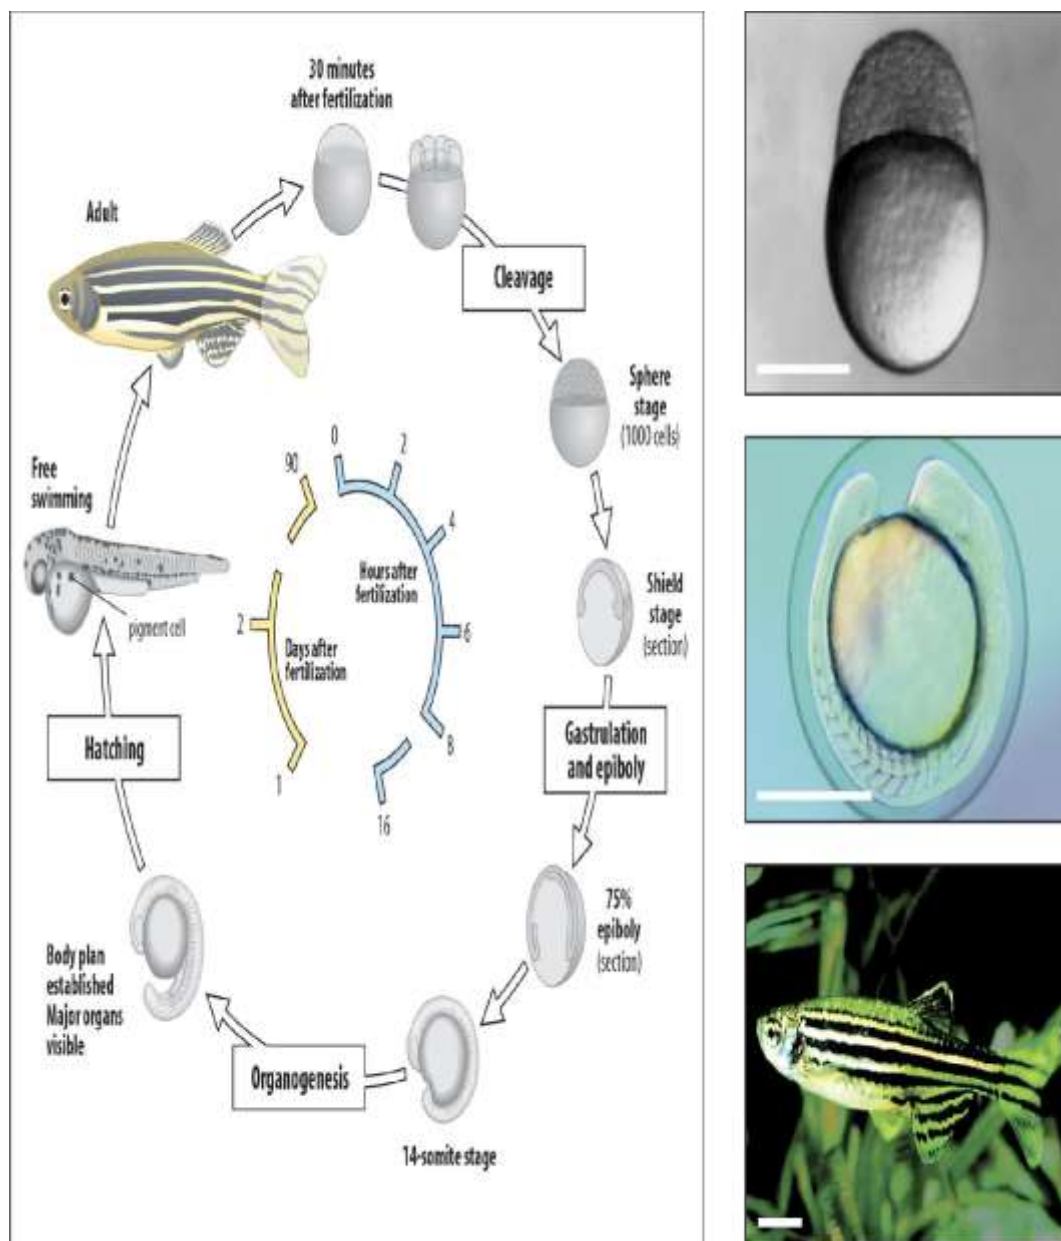 30 minutes
after fertilization
Adult
Cleavage
Sphere
stage
(1000 cells)
Free
swimming
pigment cell
0
2
4
6
8
16
Hours after
fertilization
90
2
1
Days after
fertilization
Shield
stage
(section)
Hatching
Gastrulation
and epiboly
75%
epiboly
(section)
Body plan
established
Major organs
visible
Organogenesis
14-somite stage